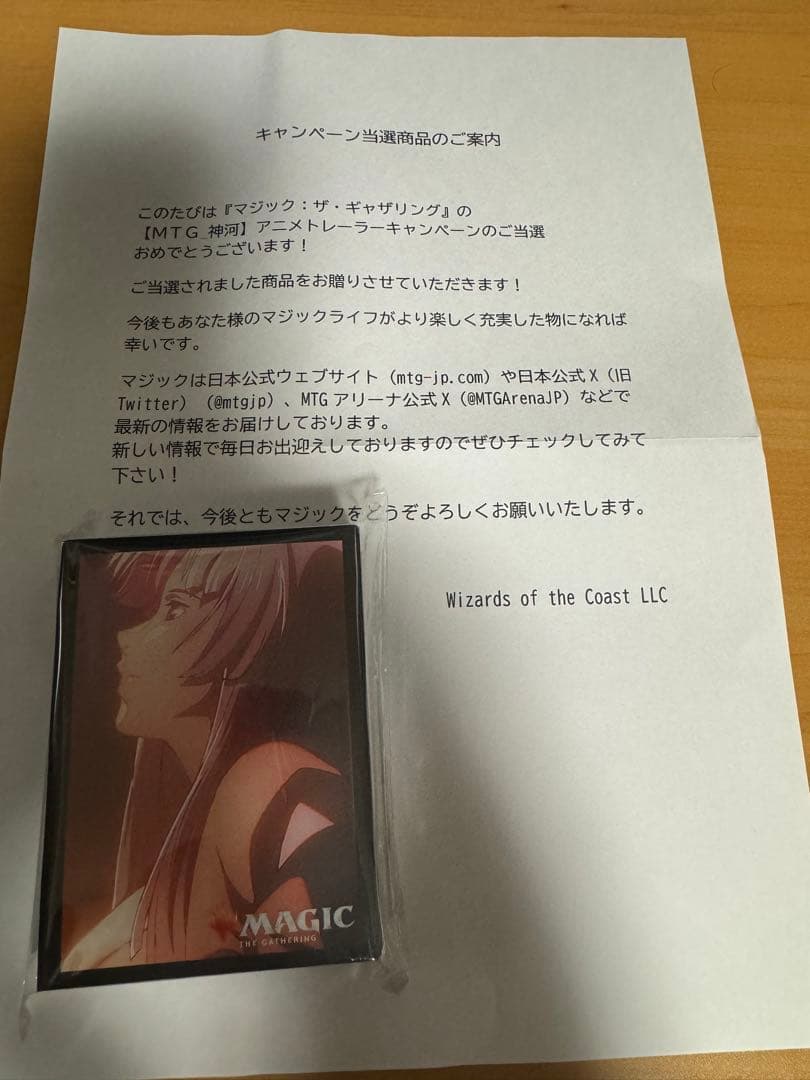 キャンペーン当選商品のご案内
このたびは『マジック：ザ・ギャザリング』の
【ＭＴＧ_神河】アニメトレーラーキャンペーンのご当選
おめでとうございます！
ご当選されました商品をお贈りさせていただきます！
今後もあなた様のマジックライフがより楽しく充実した物になれば
幸いです。
マジックは日本公式ウェブサイト（mtg-jp.com）や日本公式 X（旧
Twitter）（@mtgjp）、MTG アリーナ公式 X（@MTGArenaJP）などで
最新の情報をお届けしております。
新しい情報で毎日お出迎えしておりますのでぜひチェックしてみて
下さい！
それでは、今後ともマジックをどうぞよろしくお願いいたします。
Wizards of the Coast LLC
MAGIC
THE GATHERING